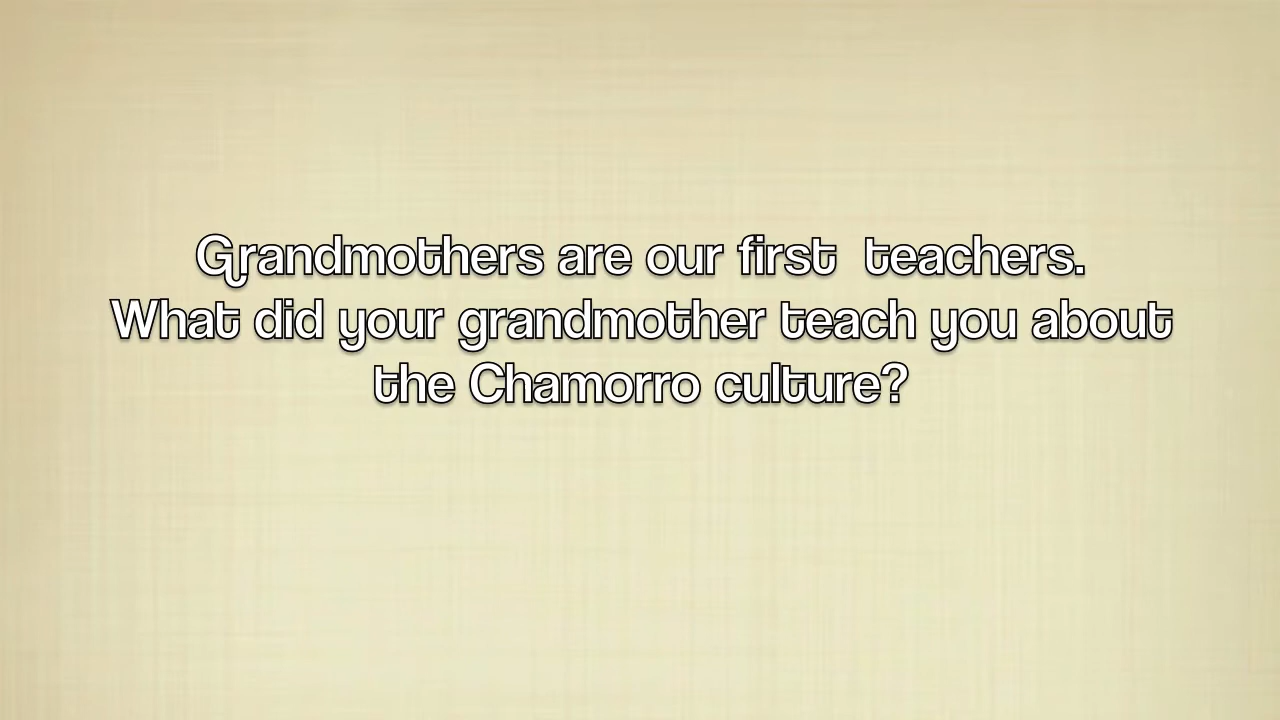 Grandmothers are our first  teachers.
What did your grandmother teach you about
the Chamorro culture?